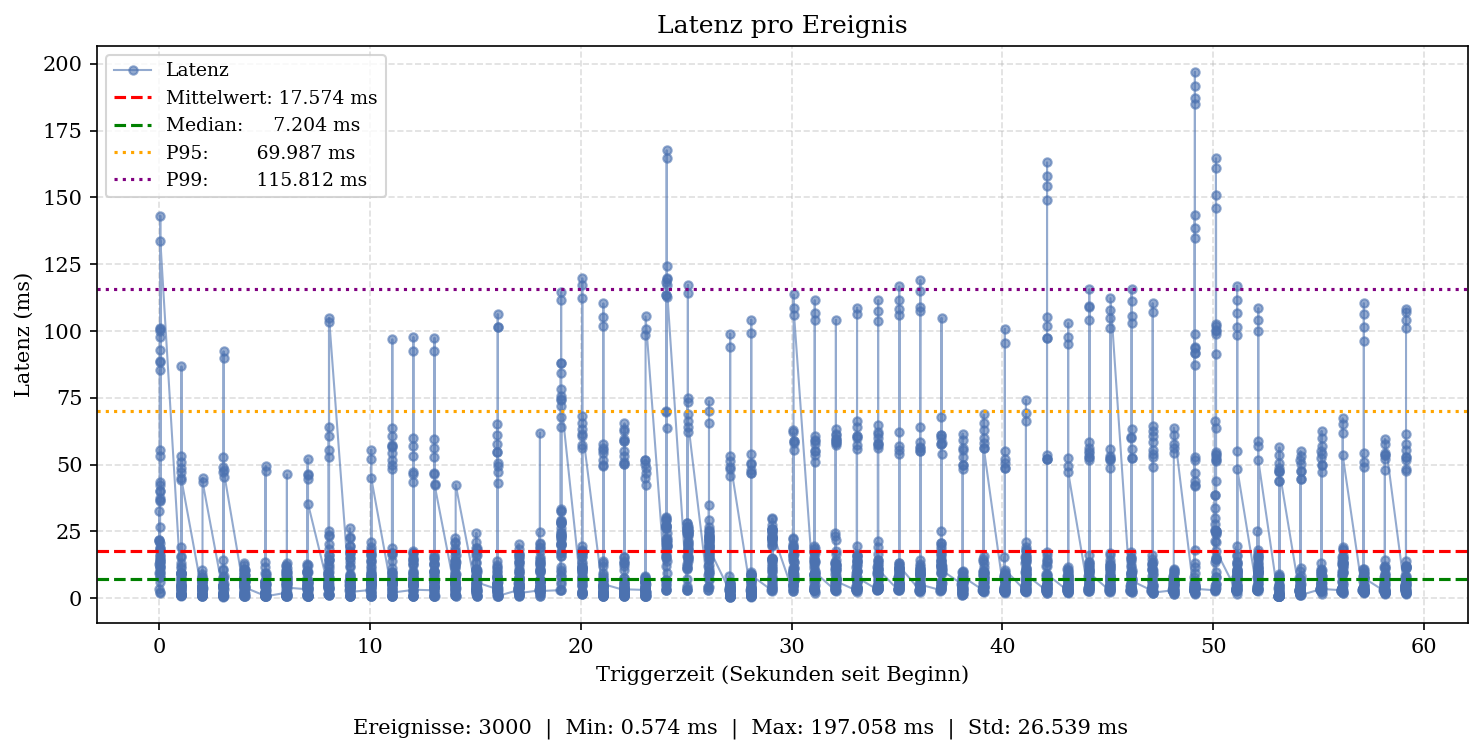 Latenz pro Ereignis
Latenz
Mittelwert: 17.574 ms
Median: 7.204 ms
P95: 69.987 ms
P99: 115.812 ms
Latenz (ms)
200
175
150
125
100
75
50
25
0
0 10 20 30 40 50 60
Triggerzeit (Sekunden seit Beginn)
Ereignisse: 3000 | Min: 0.574 ms | Max: 197.058 ms | Std: 26.539 ms